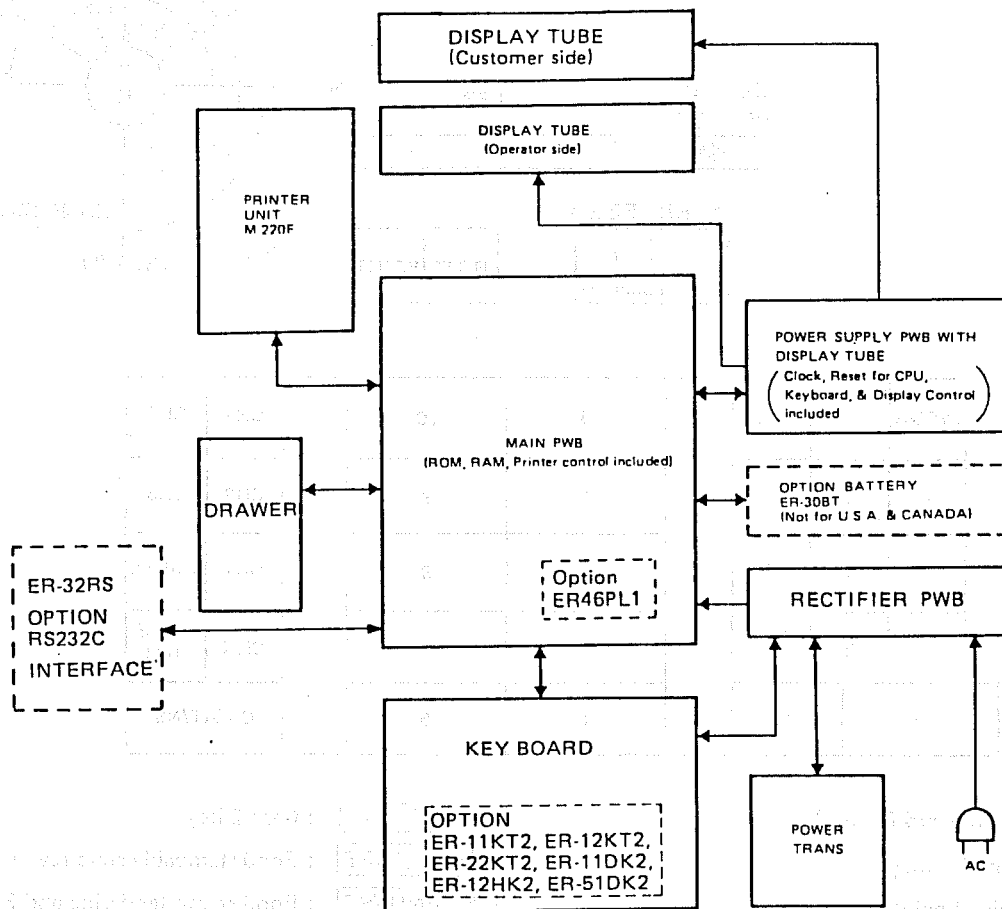 DISPLAY TUBE
(Customer side)
DISPLAY TUBE
(Operator side)
PRINTER
UNIT
M 220F
POWER SUPPLY PWB WITH
DISPLAY TUBE
(Clock, Reset for CPU,
Keyboard, & Display Control
included)
MAIN PWB
(ROM, RAM, Printer control included)
OPTION BATTERY
ER-30BT
(Not for U.S.A. & CANADA)
DRAWER
Option
ER46PL1
RECTIFIER PWB
ER-32RS
OPTION
RS232C
INTERFACE
KEY BOARD
OPTION
ER-11KT2, ER-12KT2,
ER-22KT2, ER-11DK2,
ER-12HK2, ER-51DK2
POWER
TRANS
AC